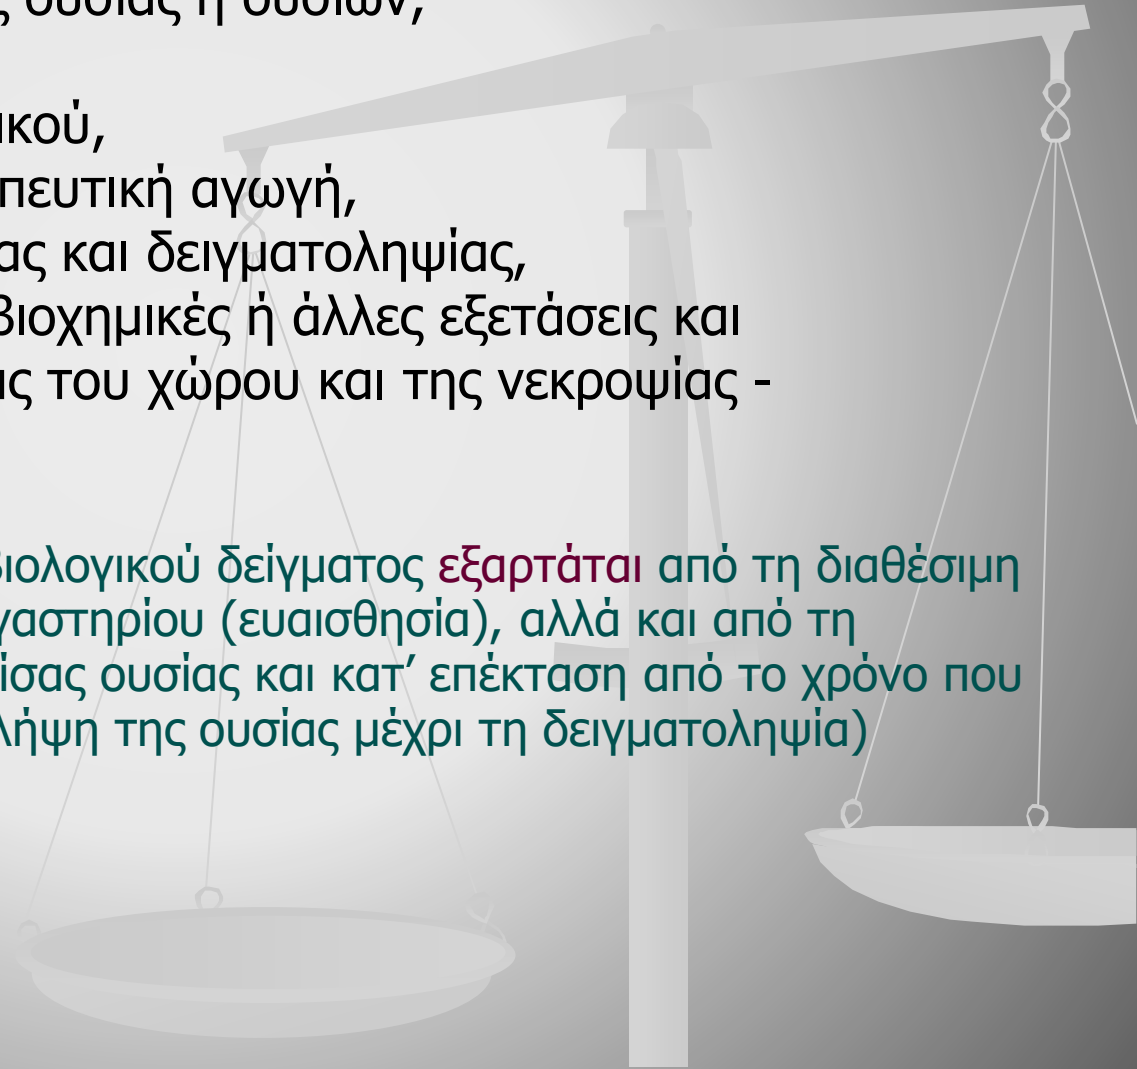 ς ουσίας ή ουσιών,
ικού,
πευτική αγωγή,
ας και δειγματοληψίας,
βιοχημικές ή άλλες εξετάσεις και
ας του χώρου και της νεκροψίας -
βιολογικού δείγματος εξαρτάται από τη διαθέσιμη
γαστηρίου (ευαισθησία), αλλά και από τη
ίσας ουσίας και κατ’ επέκταση από το χρόνο που
λήψη της ουσίας μέχρι τη δειγματοληψία)